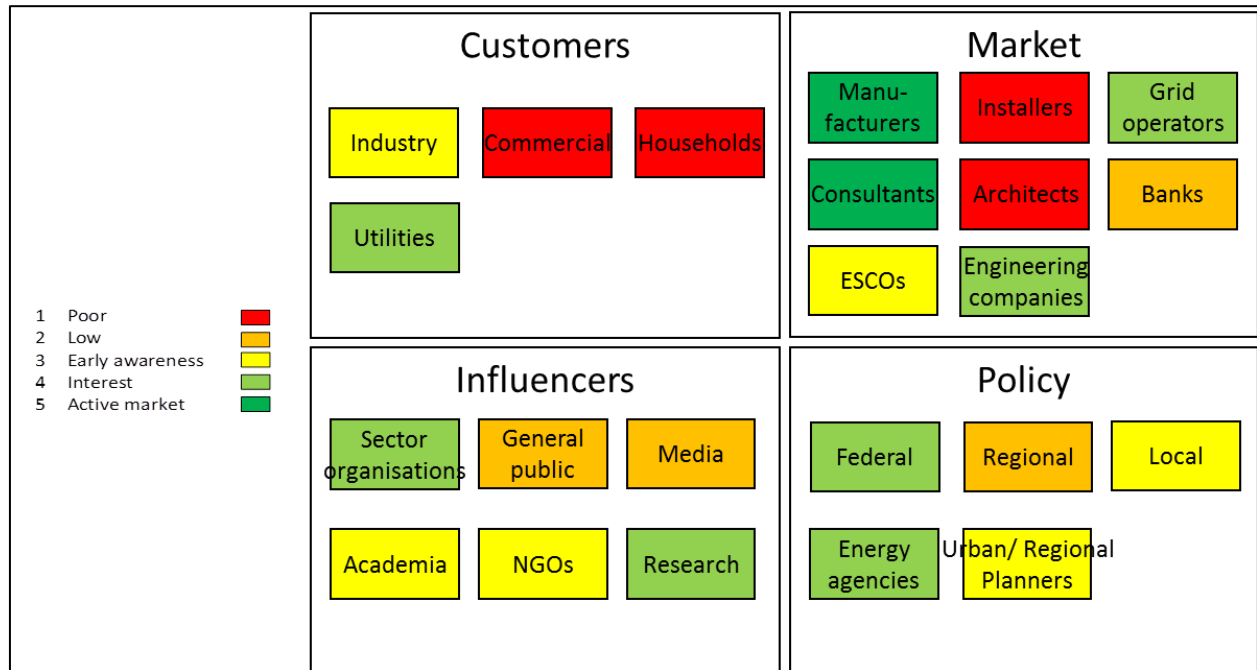 Customers
Industry
Commercial
Households
Utilities
Market
Manu-
facturers
Installers
Grid
operators
Consultants
Architects
Banks
ESCOs
Engineering
companies
1 Poor
2 Low
3 Early awareness
4 Interest
5 Active market
Influencers
Sector
organisations
General
public
Media
Academia
NGOs
Research
Policy
Federal
Regional
Local
Energy
agencies
Urban/ Regional
Planners